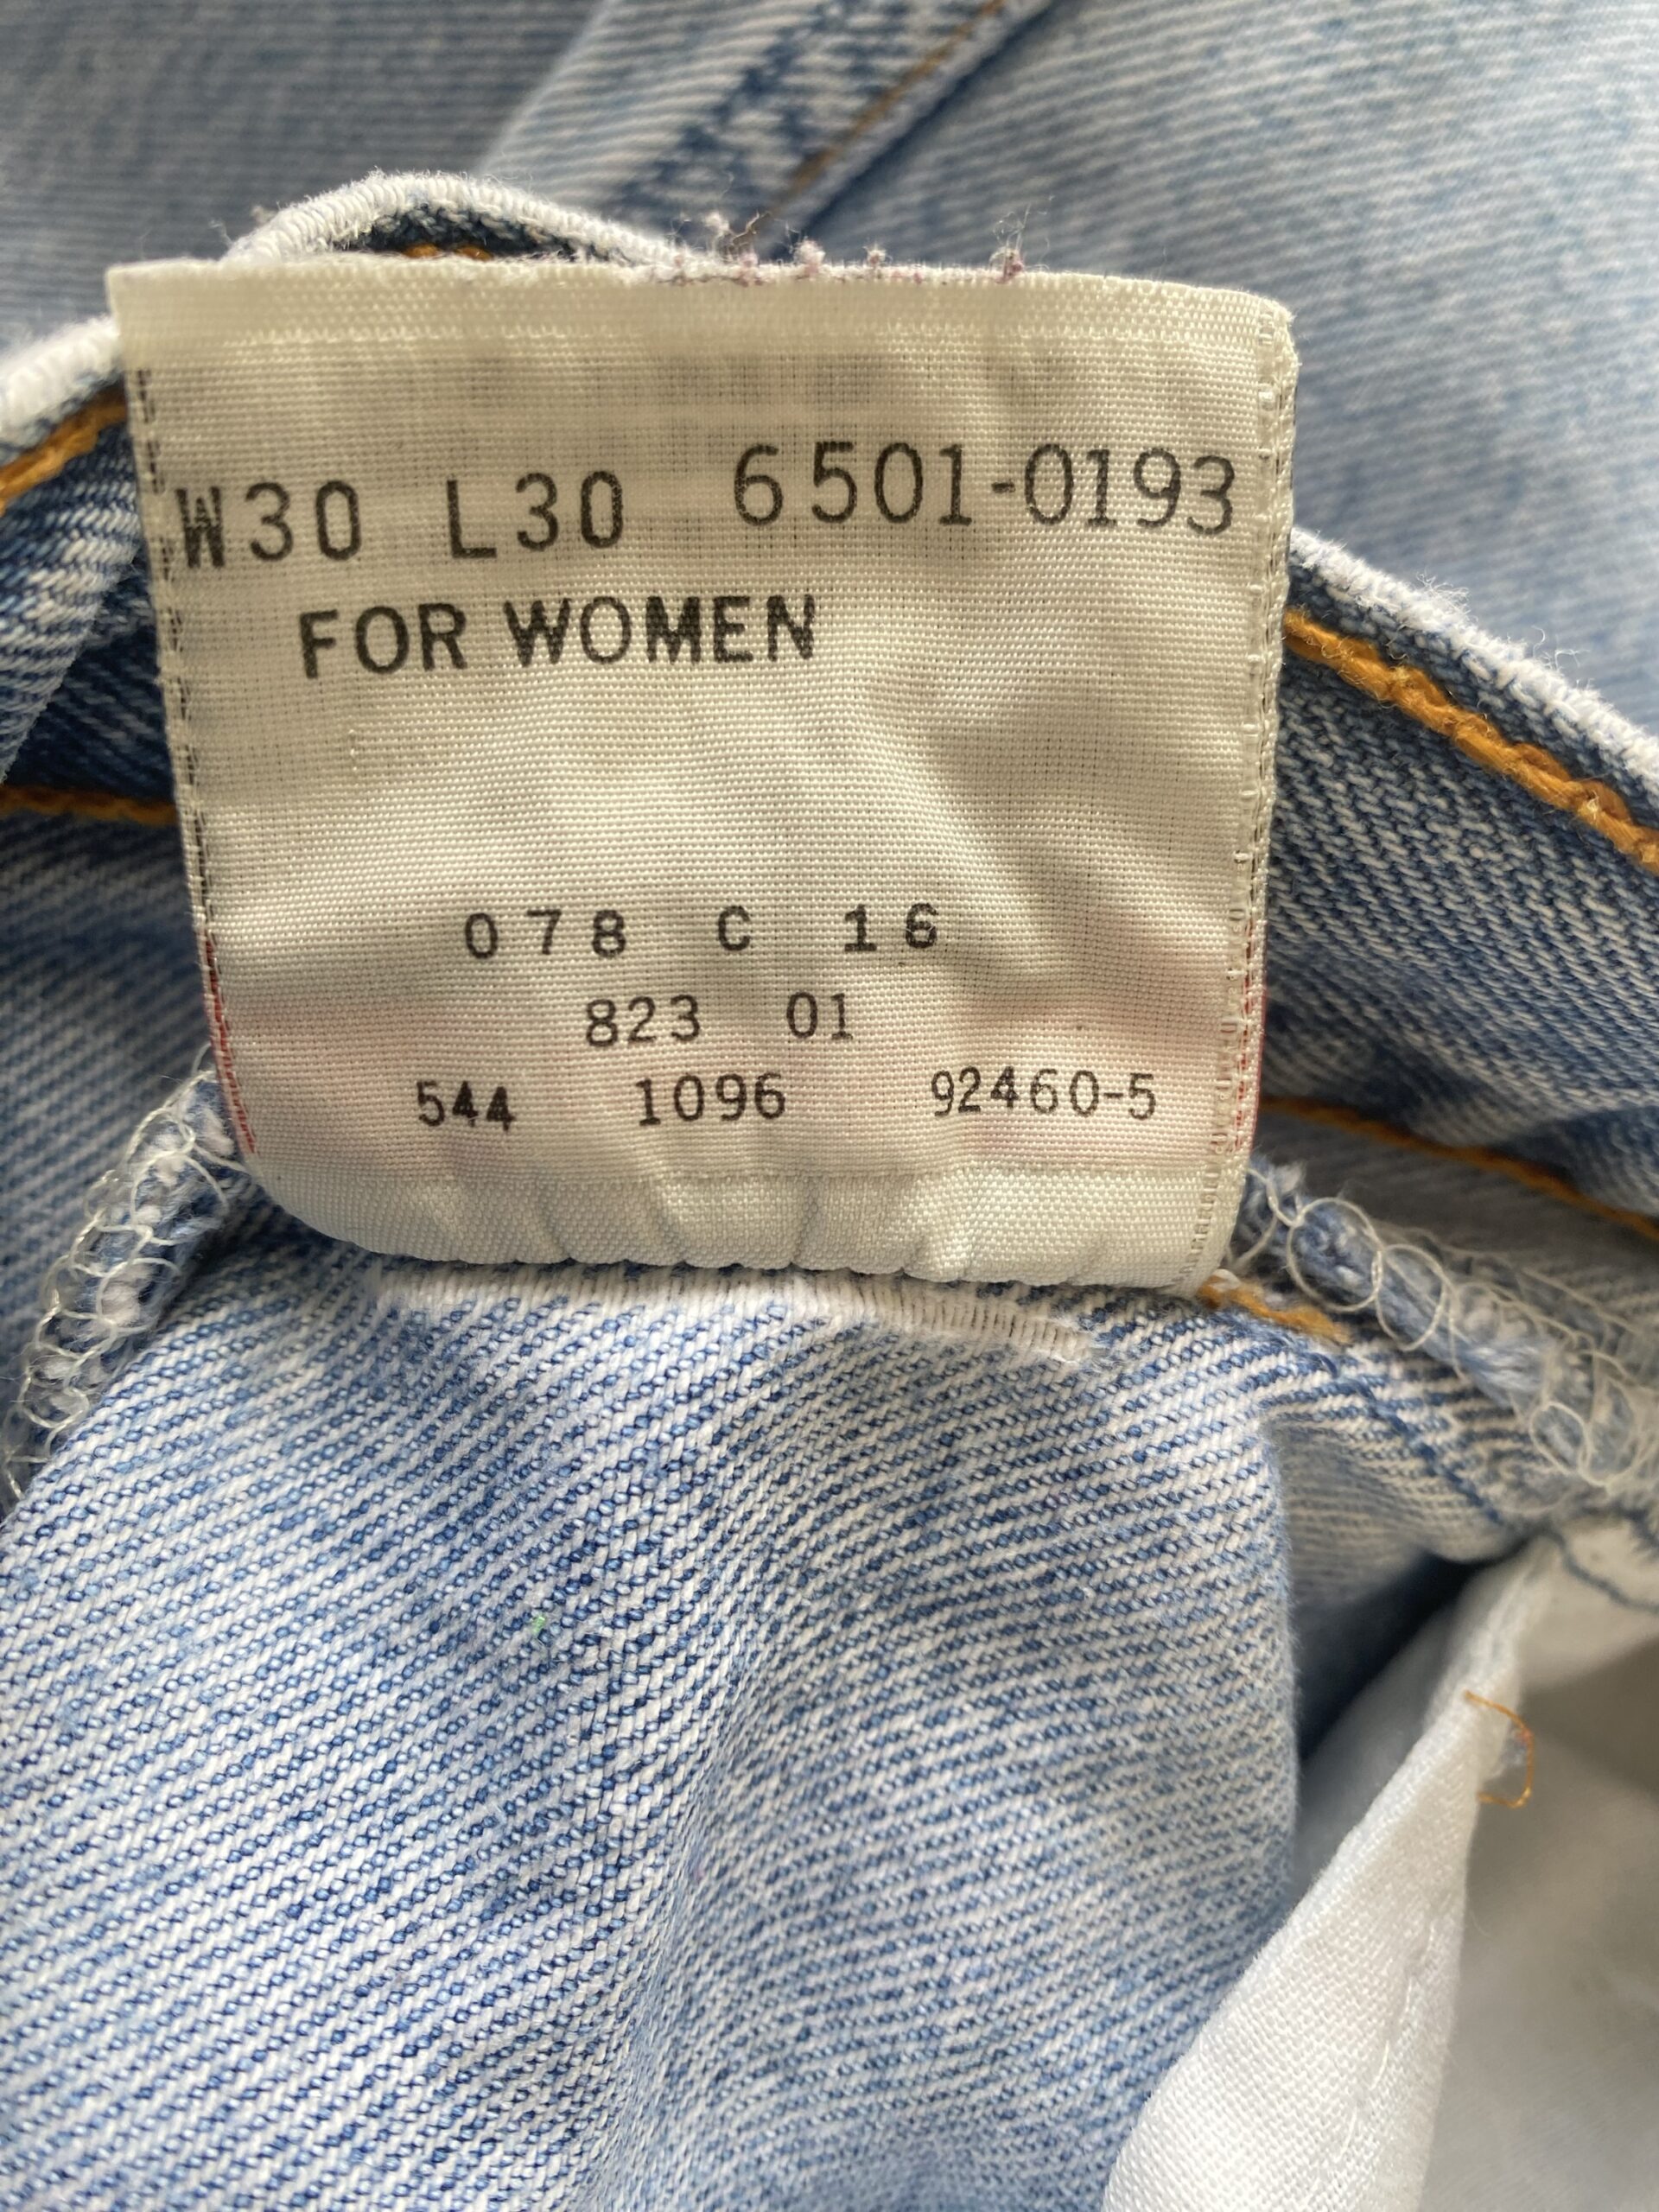 W30 L30 6501-0193
FOR WOMEN
078 C 16
823 01
544 1096 92460-5